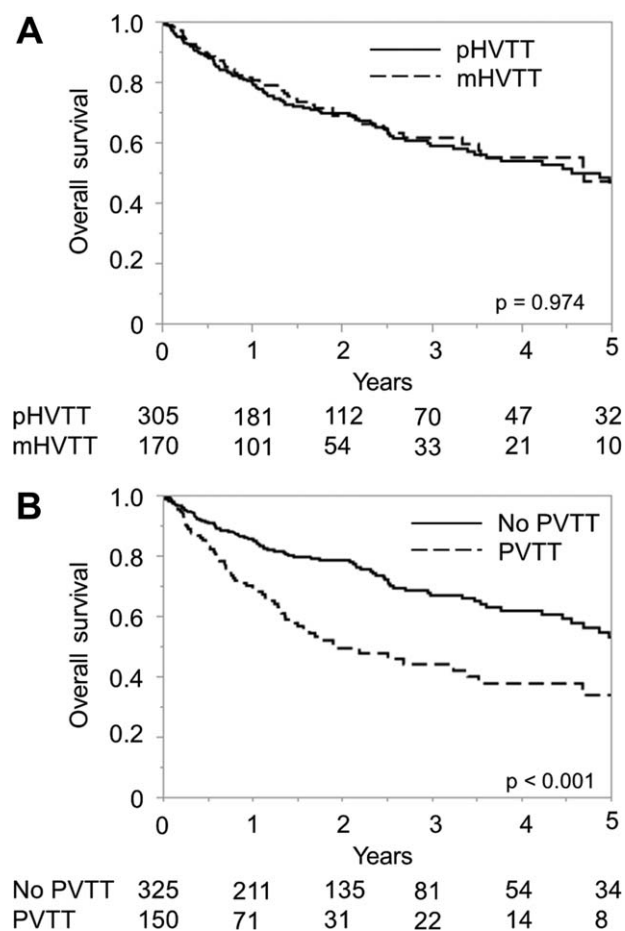 A
1.0
0.8
0.6
0.4
0.2
0
Overall survival
pHVTT
mHVTT
p = 0.974
0 1 2 3 4 5
Years
pHVTT 305 181 112 70 47 32
mHVTT 170 101 54 33 21 10
B
1.0
0.8
0.6
0.4
0.2
0
Overall survival
No PVTT
PVTT
p < 0.001
0 1 2 3 4 5
Years
No PVTT 325 211 135 81 54 34
PVTT 150 71 31 22 14 8